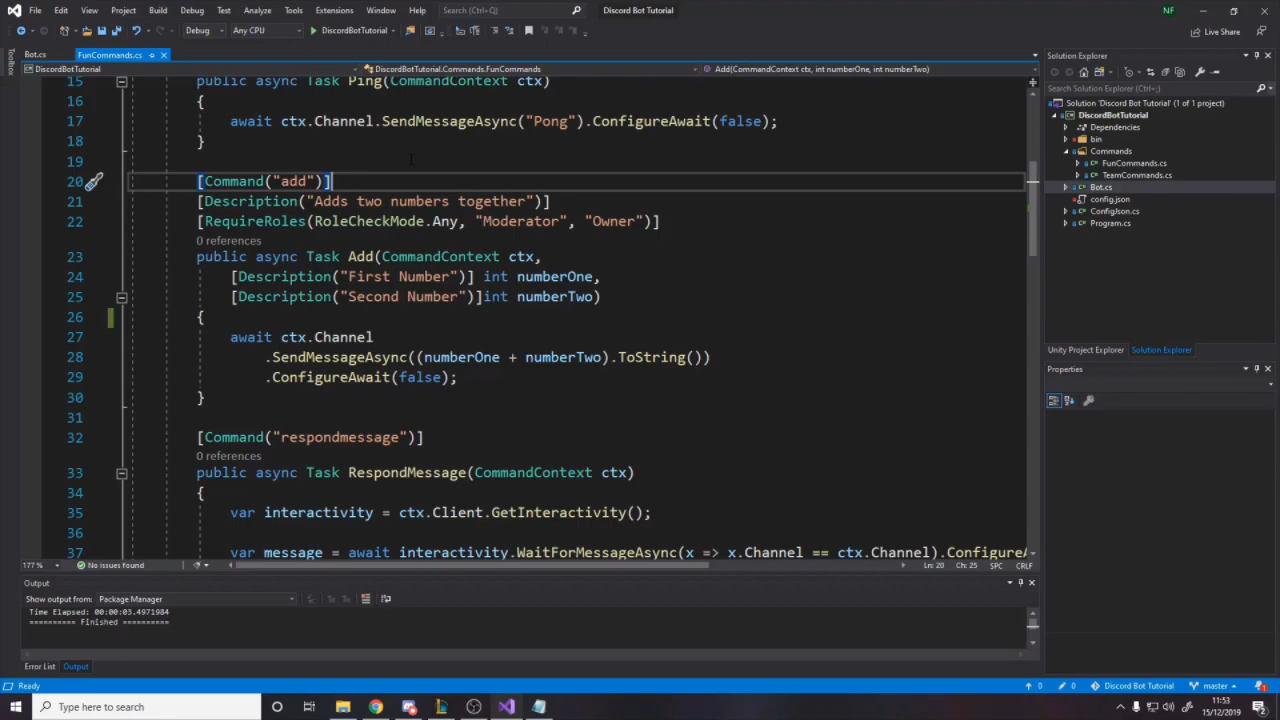 File Edit View Project Build Debug Test Analyze Tools Extensions Window Help Search (Ctrl+Q) Discord Bot Tutorial NF
Debug Any CPU DiscordBotTutorial Live Share
Toolbox
Bot.cs FunCommands.cs
DiscordBotTutorial DiscordBotTutorial.Commands.FunCommands Add(CommandContext ctx, int numberOne, int numberTwo)
15 public async Task Ping(CommandContext ctx)
16 {
17 await ctx.Channel.SendMessageAsync("Pong").ConfigureAwait(false);
18 }
19
20 [Command("add")]
21 [Description("Adds two numbers together")]
22 [RequireRoles(RoleCheckMode.Any, "Moderator", "Owner")]
0 references
23 public async Task Add(CommandContext ctx,
24 [Description("First Number")] int numberOne,
25 [Description("Second Number")]int numberTwo)
26 {
27 await ctx.Channel
28 .SendMessageAsync((numberOne + numberTwo).ToString())
29 .ConfigureAwait(false);
30 }
31
32 [Command("respondmessage")]
0 references
33 public async Task RespondMessage(CommandContext ctx)
34 {
35 var interactivity = ctx.Client.GetInteractivity();
36
37 var message = await interactivity.WaitForMessageAsync(x => x.Channel == ctx.Channel).ConfigureA
177 % No issues found Ln: 20 Ch: 25 SPC CRLF
Output
Show output from: Package Manager
Time Elapsed: 00:00:03.4971984
========== Finished ==========
Error List Output
Solution Explorer
Search Solution Explorer (Ctrl+;)
Solution 'Discord Bot Tutorial' (1 of 1 project)
DiscordBotTutorial
Dependencies
bin
Commands
FunCommands.cs
TeamCommands.cs
Bot.cs
config.json
ConfigJson.cs
Program.cs
Unity Project Explorer Solution Explorer
Properties
Ready 0 0 Discord Bot Tutorial master 1
Type here to search
11:53
15/12/2019
2